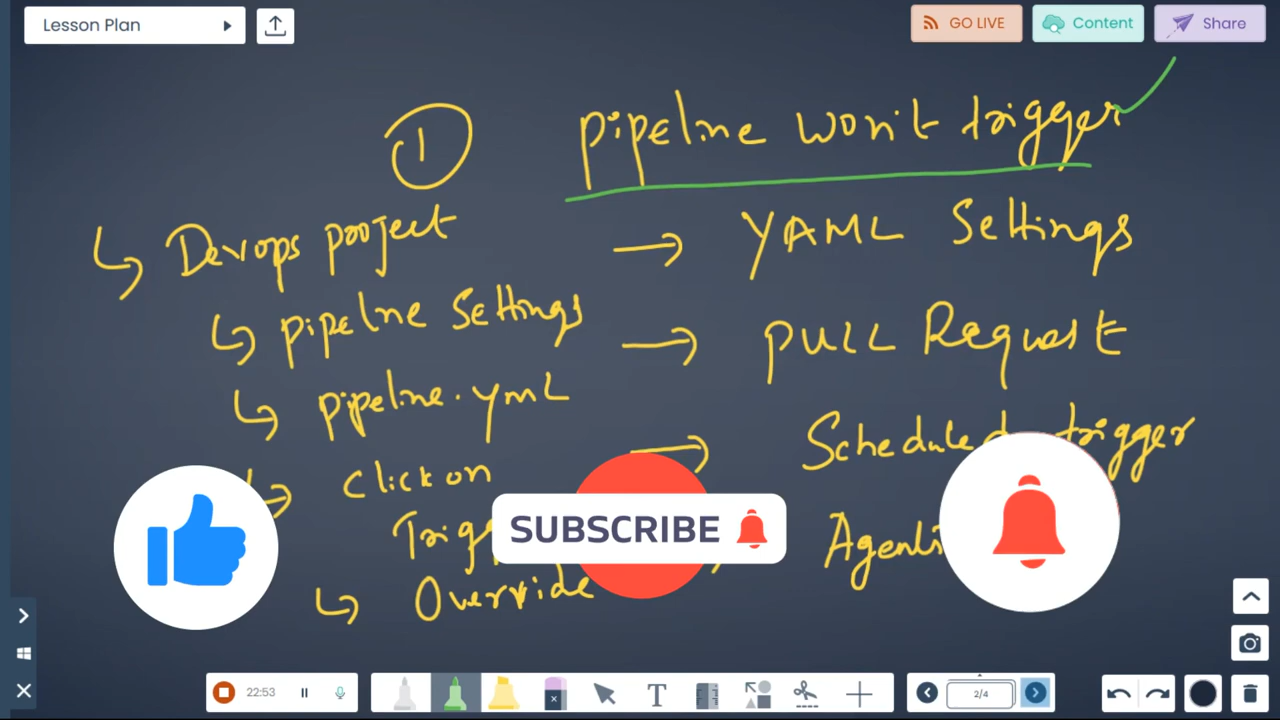 Lesson Plan
GO LIVE
Content
Share
1
pipeline won't trigger
Devops project
pipeline settings
pipeline.yml
click on
Override
YAML Settings
PULL Request
trigger
SUBSCRIBE
22:53
T
2/4